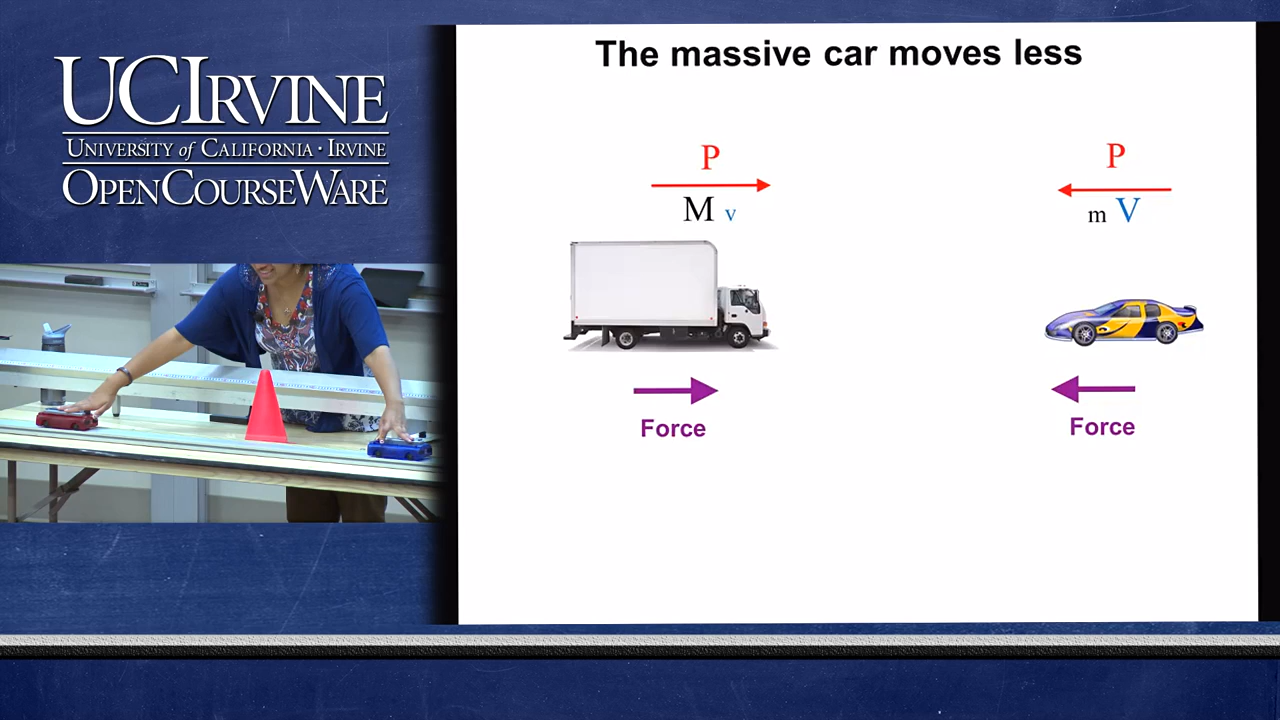 UCIRVINE
UNIVERSITY of CALIFORNIA · IRVINE
OPENCOURSEWARE
The massive car moves less
P
M v
P
m V
Force
Force